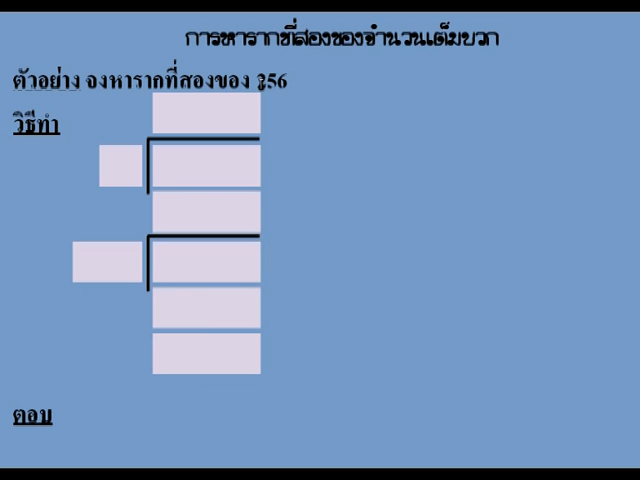 การหารากที่สองของจำนวนเต็มบวก
ตัวอย่าง จงหารากที่สองของ 256
วิธีทำ
ตอบ